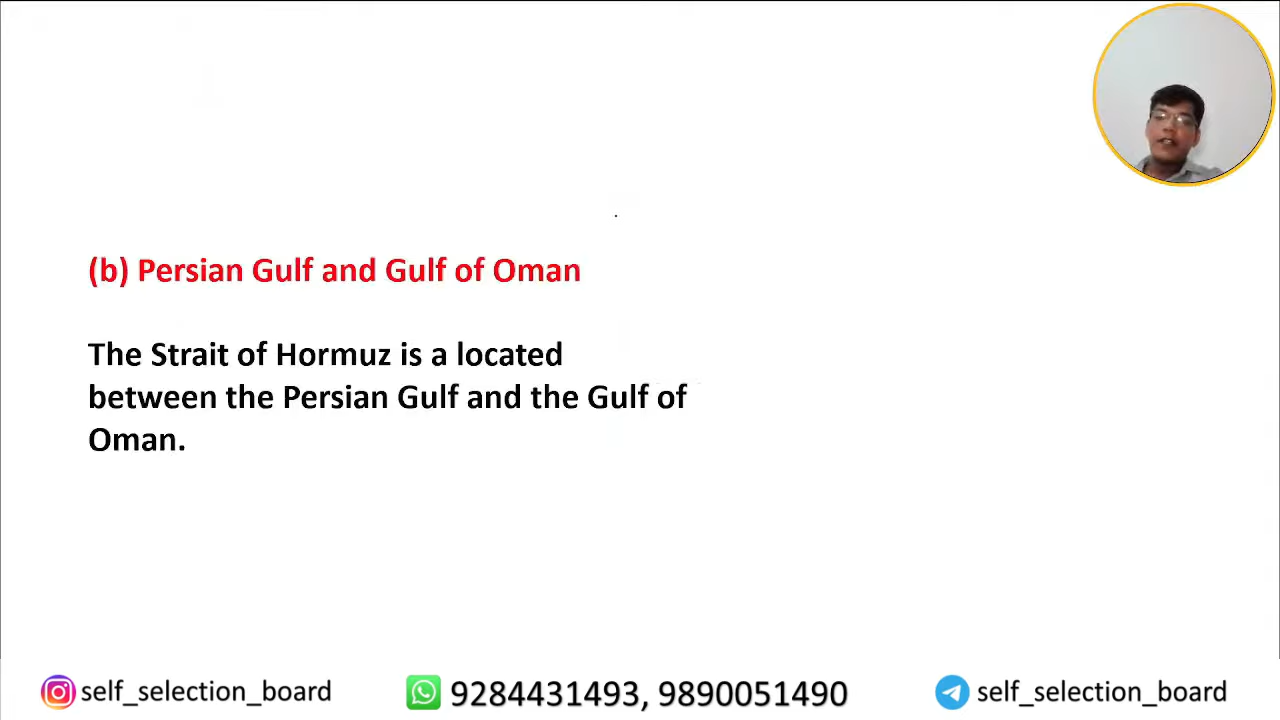 (b) Persian Gulf and Gulf of Oman
The Strait of Hormuz is a located
between the Persian Gulf and the Gulf of
Oman.
self_selection_board 9284431493, 9890051490 self_selection_board